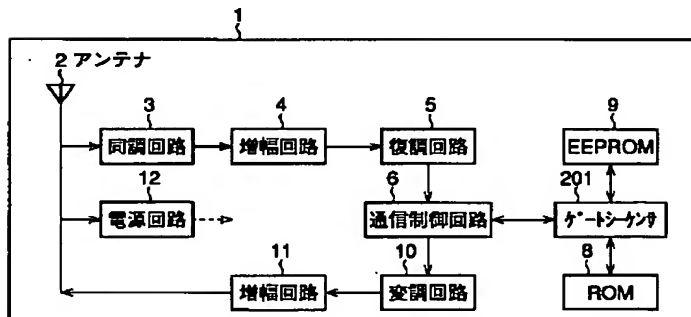 1
2 アンテナ
3
4
5
9
同調回路
増幅回路
復調回路
EEPROM
12
6
201
電源回路
通信制御回路
ゲートシーケンサ
11
10
8
増幅回路
変調回路
ROM